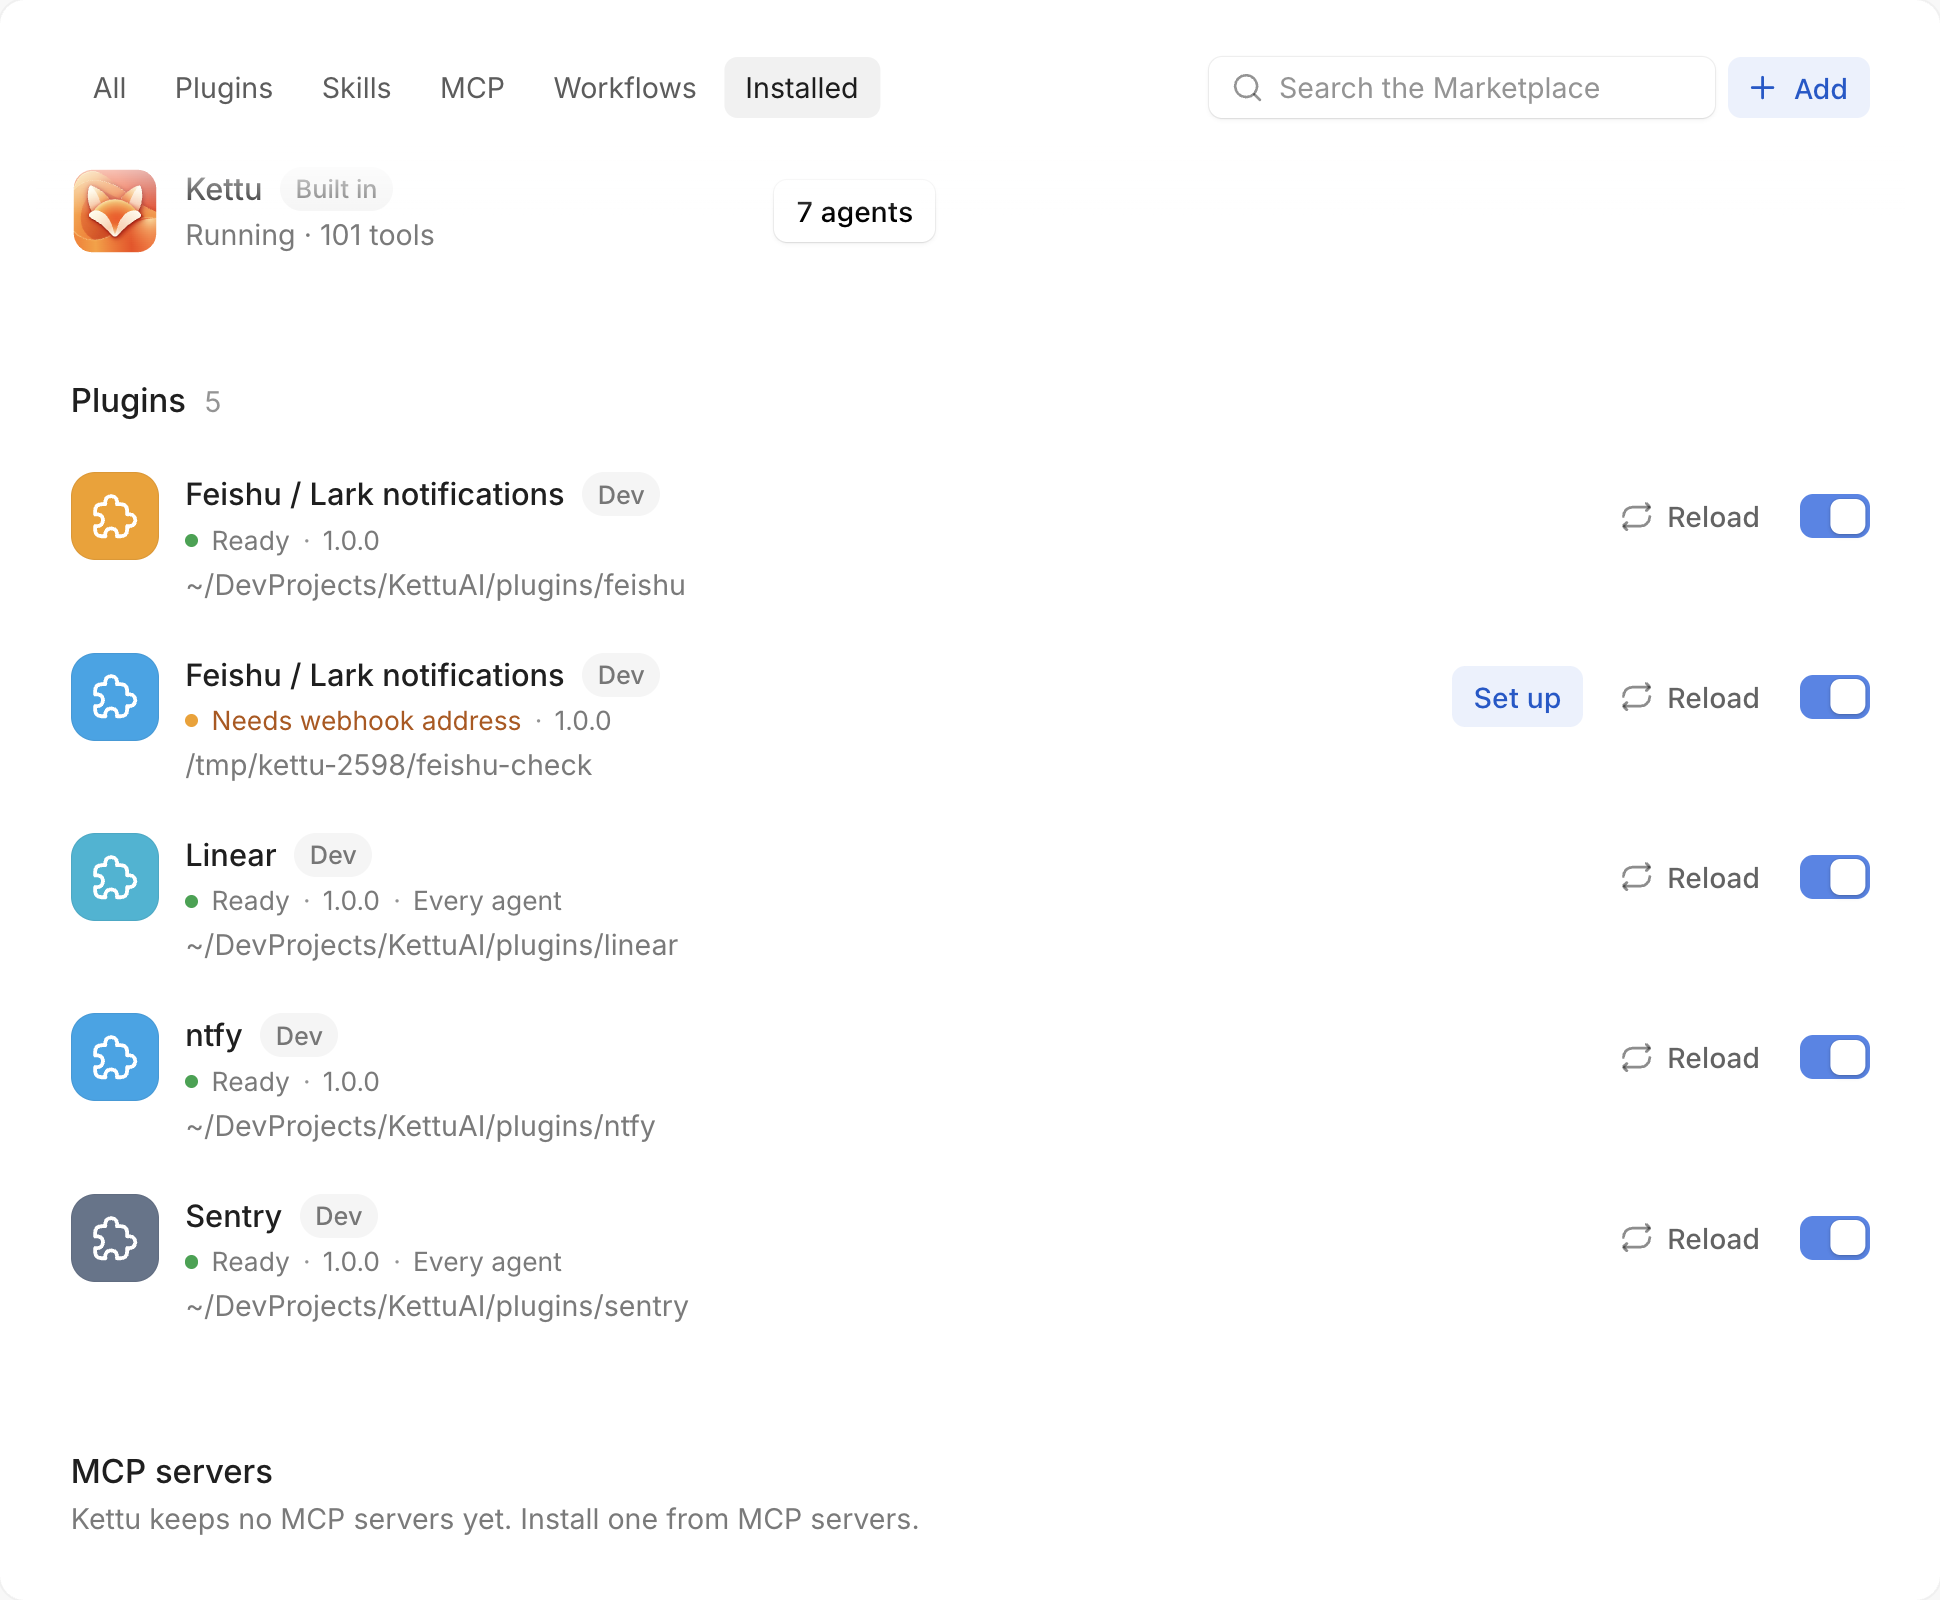 All Plugins Skills MCP Workflows Installed Search the Marketplace Add
Kettu Built in
Running · 101 tools
7 agents
Plugins 5
Feishu / Lark notifications Dev
Ready · 1.0.0
~/DevProjects/KettuAI/plugins/feishu
Reload
Feishu / Lark notifications Dev
Needs webhook address · 1.0.0
/tmp/kettu-2598/feishu-check
Set up Reload
Linear Dev
Ready · 1.0.0 · Every agent
~/DevProjects/KettuAI/plugins/linear
Reload
ntfy Dev
Ready · 1.0.0
~/DevProjects/KettuAI/plugins/ntfy
Reload
Sentry Dev
Ready · 1.0.0 · Every agent
~/DevProjects/KettuAI/plugins/sentry
Reload
MCP servers
Kettu keeps no MCP servers yet. Install one from MCP servers.